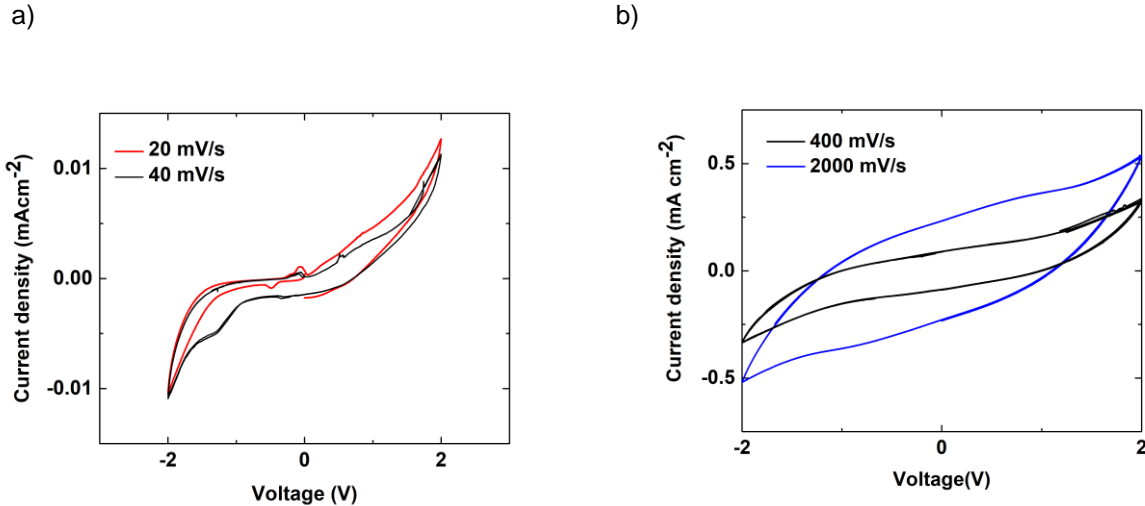 a)
b)
20 mV/s
40 mV/s
0.01
0.00
-0.01
-2
0
2
Current density (mAcm-2)
Voltage (V)
400 mV/s
2000 mV/s
0.5
0.0
-0.5
-2
0
2
Current density (mA cm-2)
Voltage(V)